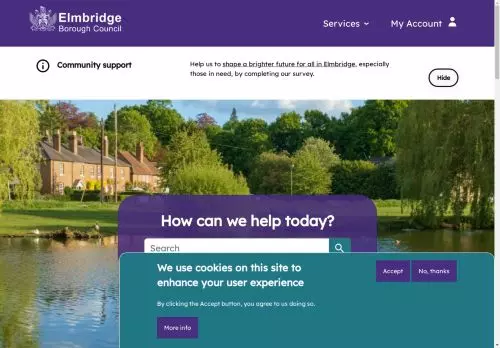 Elmbridge
Borough Council
Services
My Account
Community support
Help us to shape a brighter future for all in Elmbridge, especially
those in need, by completing our survey.
Hide
How can we help today?
Search
We use cookies on this site to
enhance your user experience
By clicking the Accept button, you agree to us doing so.
Accept
No, thanks
More info